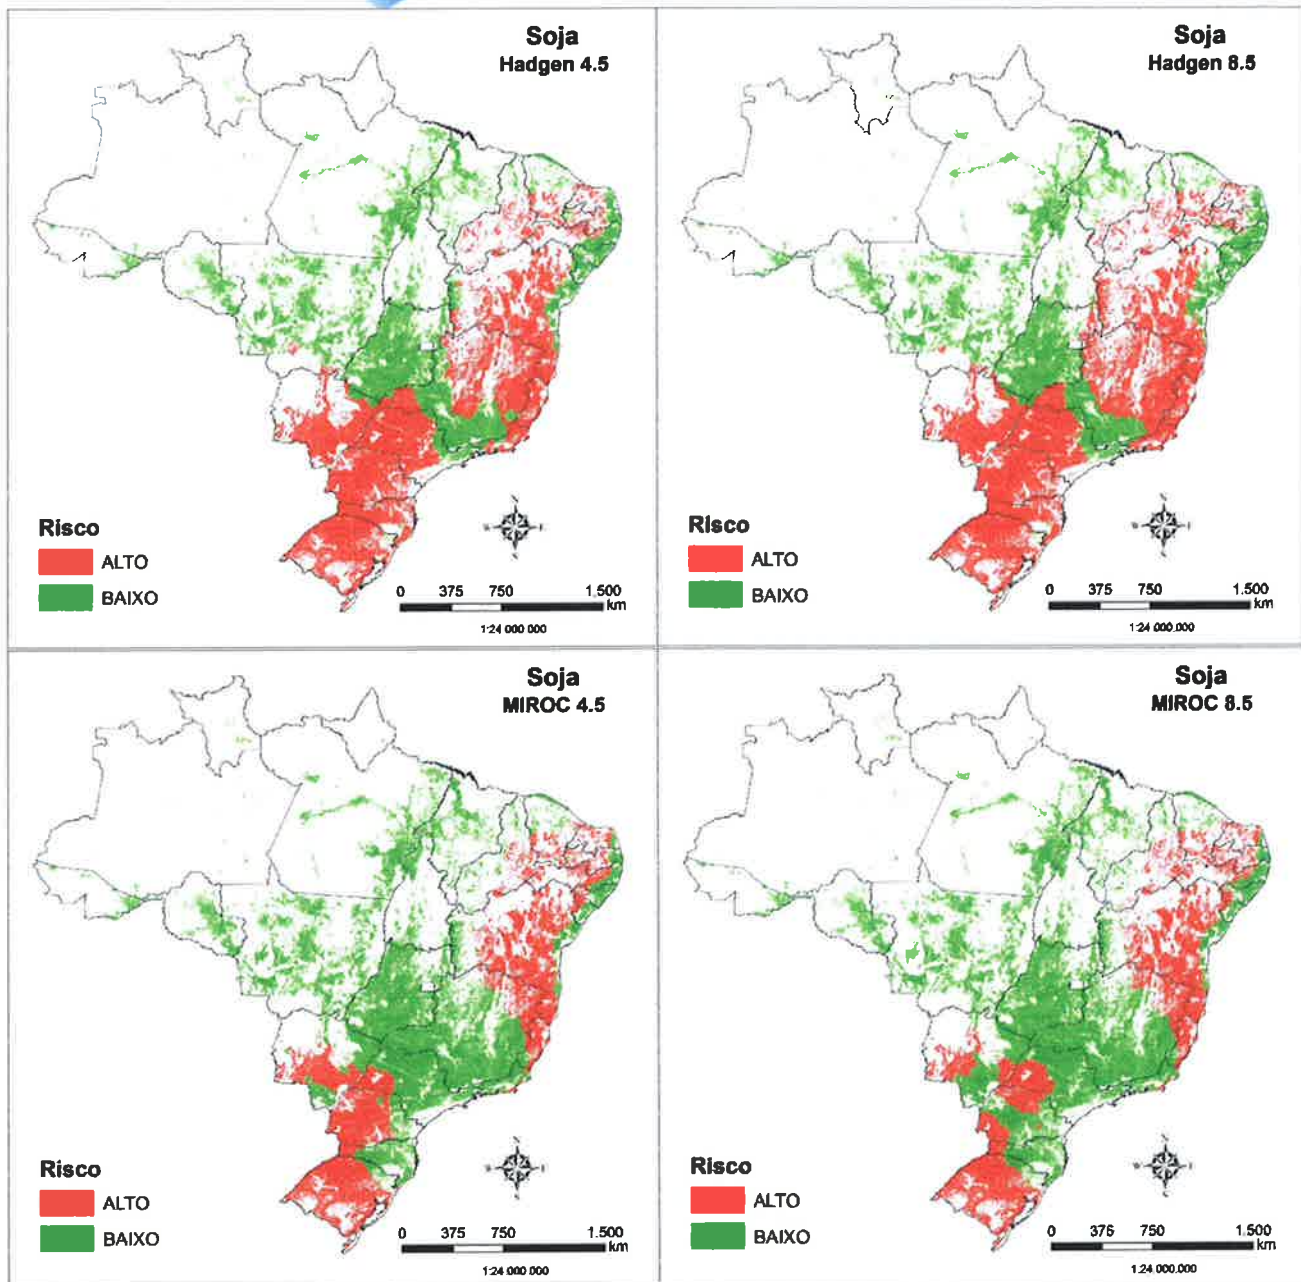 Soja
Hadgen 4.5
Risco
ALTO
BAIXO
N
0 375 750 1.500
km
1:24 000.000
Soja
Hadgen 8.5
Risco
ALTO
BAIXO
N
0 375 750 1.500
km
1:24 000.000
Soja
MIROC 4.5
Risco
ALTO
BAIXO
N
0 375 750 1.500
km
1:24 000.000
Soja
MIROC 8.5
Risco
ALTO
BAIXO
N
0 375 750 1.500
km
1:24 000.000